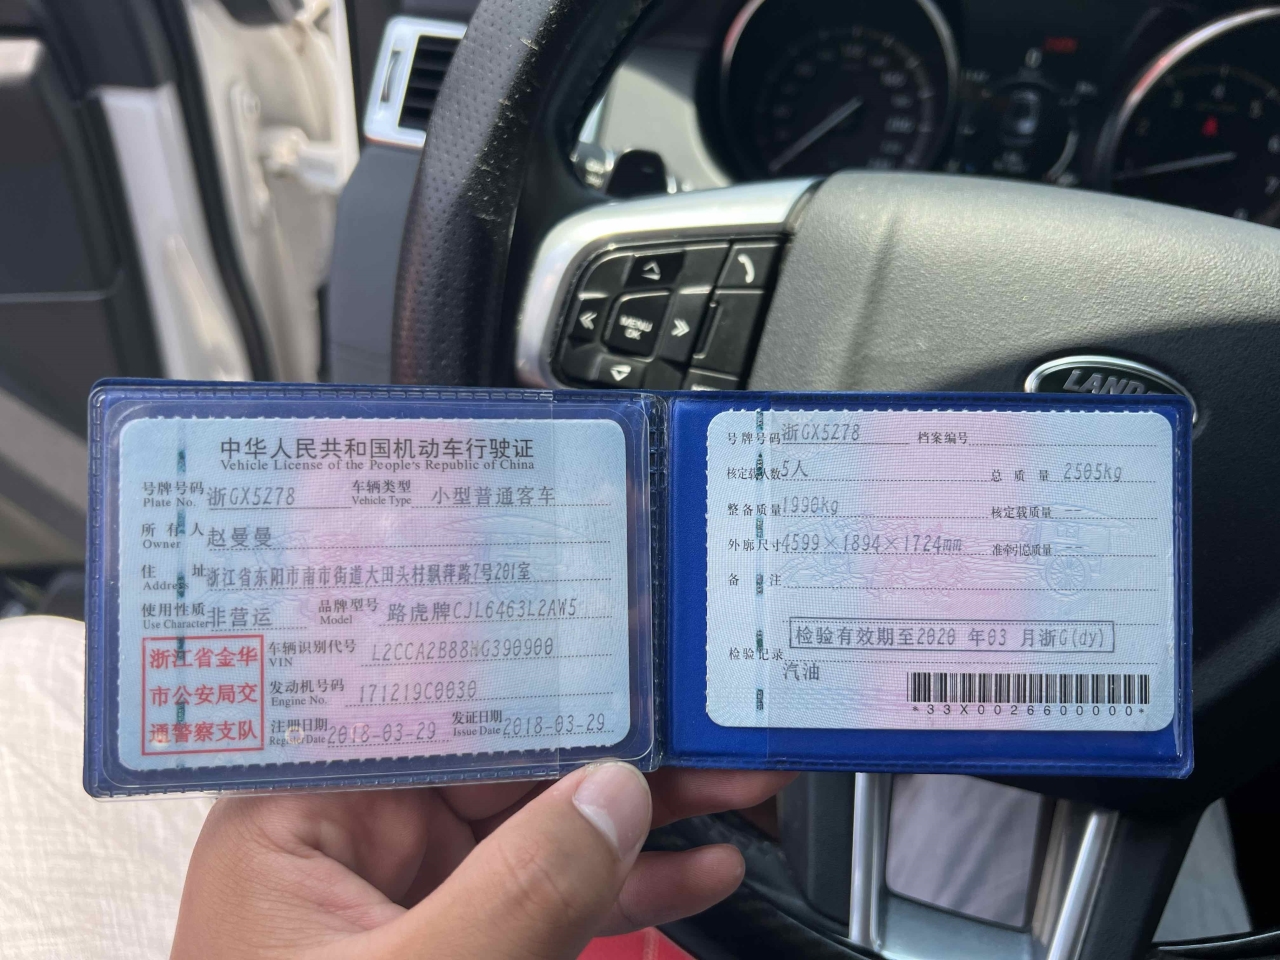 MENU
OK
LAND
中华人民共和国机动车行驶证
Vehicle License of the People's Republic of China
号牌号码 浙GX5278 车辆类型 小型普通客车
Plate No. Vehicle Type
所有人 赵曼曼
Owner
住址 浙江省东阳市南市街道大田头村飘萍路7号201室
Address
使用性质 非营运 品牌型号 路虎牌CJL6463L2AW5
Use Character Model
浙江省金华
市公安局交
通警察支队
车辆识别代号 L2CCA2B88HG390900
VIN
发动机号码 171219C0030
Engine No.
注册日期 2018-03-29 发证日期 2018-03-29
Register Date Issue Date
号牌号码 浙GX5278 档案编号
核定载人数 5人 总质量 2505kg
整备质量 1990kg 核定载质量 --
外廓尺寸 4599×1894×1724mm 准牵引总质量 --
备注
检验有效期至2020 年03 月浙G(dy)
检验记录
汽油
*33X0026600000*